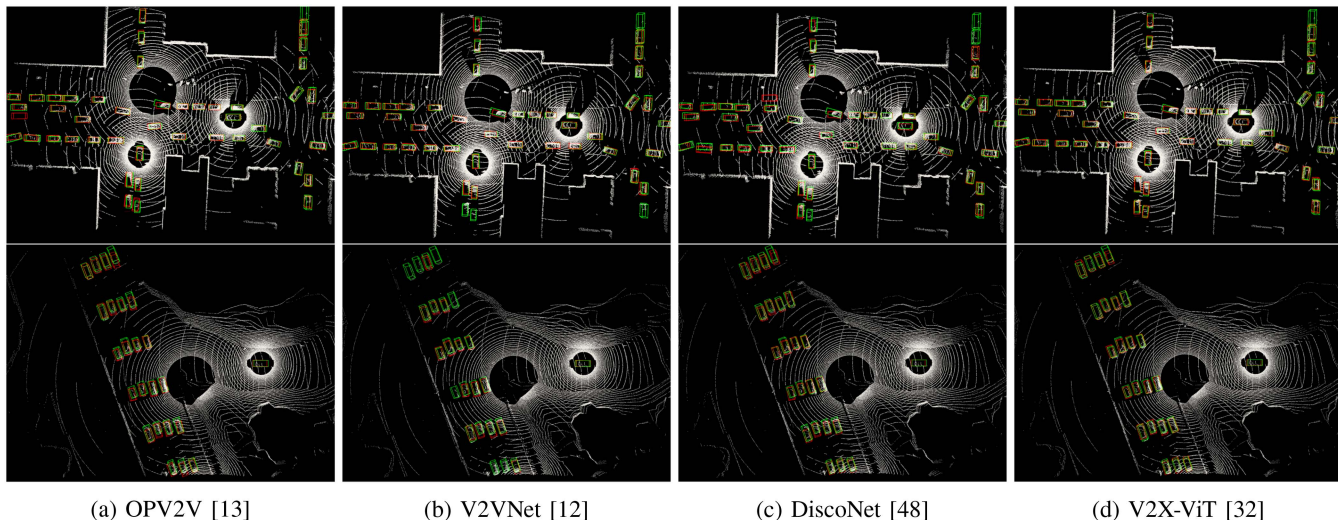 (a) OPV2V [13]
(b) V2VNet [12]
(c) DiscoNet [48]
(d) V2X-ViT [32]